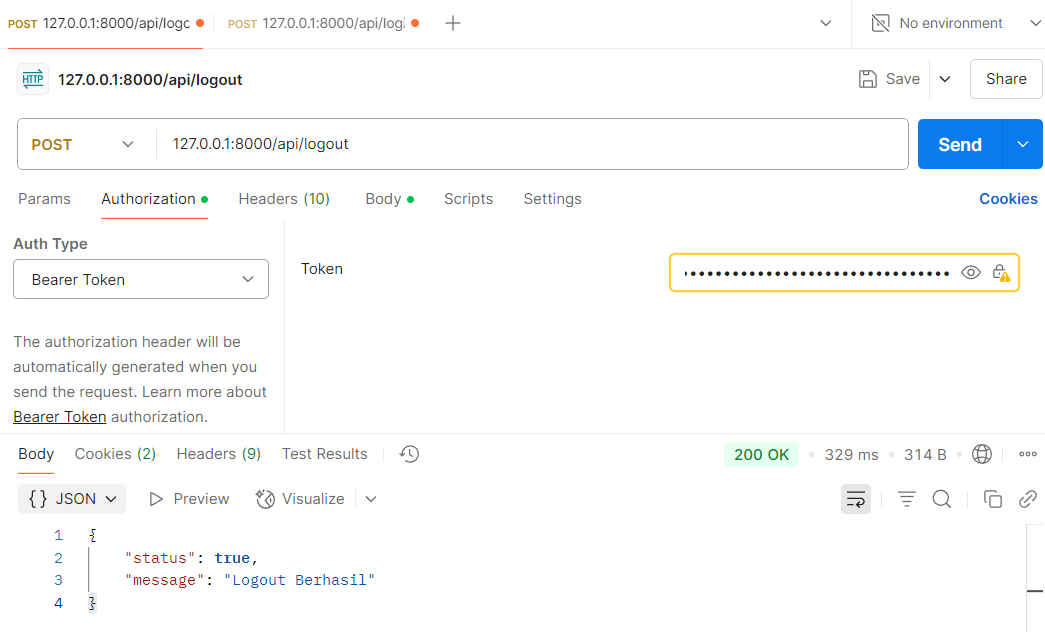 POST 127.0.0.1:8000/api/logo POST 127.0.0.1:8000/api/log No environment
HTTP 127.0.0.1:8000/api/logout Save Share
POST 127.0.0.1:8000/api/logout Send
Params Authorization Headers (10) Body Scripts Settings Cookies
Auth Type
Bearer Token
Token
The authorization header will be
automatically generated when you
send the request. Learn more about
Bearer Token authorization.
Body Cookies (2) Headers (9) Test Results 200 OK 329 ms 314 B
{} JSON Preview Visualize
1 {
2 "status": true,
3 "message": "Logout Berhasil"
4 }